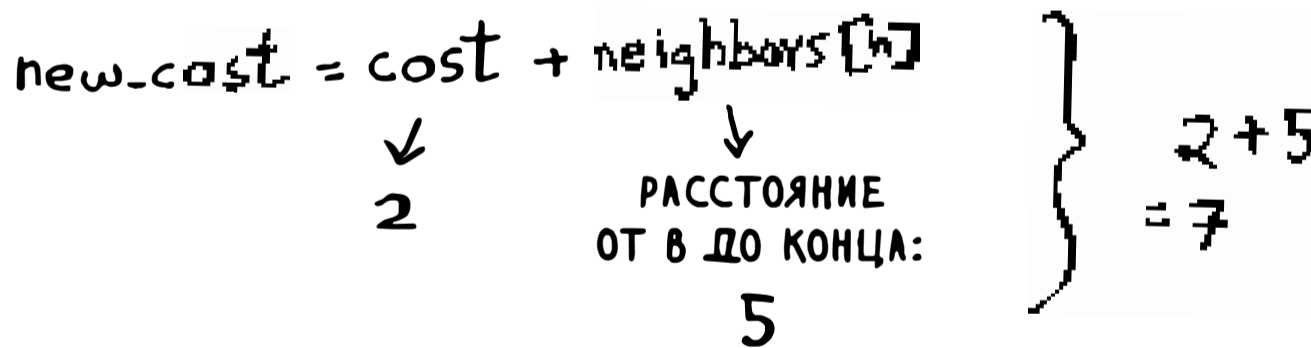 new_cost = cost + neighbors[n]
2
РАССТОЯНИЕ
ОТ В ДО КОНЦА:
5
2+5
=7